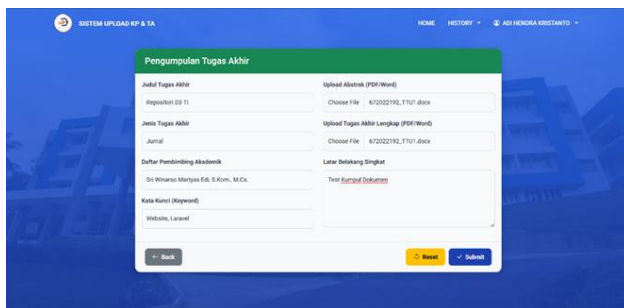 SISTEM UPLOAD KP & TA
HOME HISTORY ADI HENDRA KRISTANTO
Pengumpulan Tugas Akhir
Judul Tugas Akhir
Repositori D3 TI
Jenis Tugas Akhir
Jurnal
Daftar Pembimbing Akademik
Sri Winarso Martyas Edi, S.Kom., M.Cs.
Kata Kunci (Keyword)
Website, Laravel
Upload Abstrak (PDF/Word)
Choose File 672022192_TTU1.docx
Upload Tugas Akhir Lengkap (PDF/Word)
Choose File 672022192_TTU1.docx
Latar Belakang Singkat
Test Kumpul Dokumen
← Back
Reset
Submit